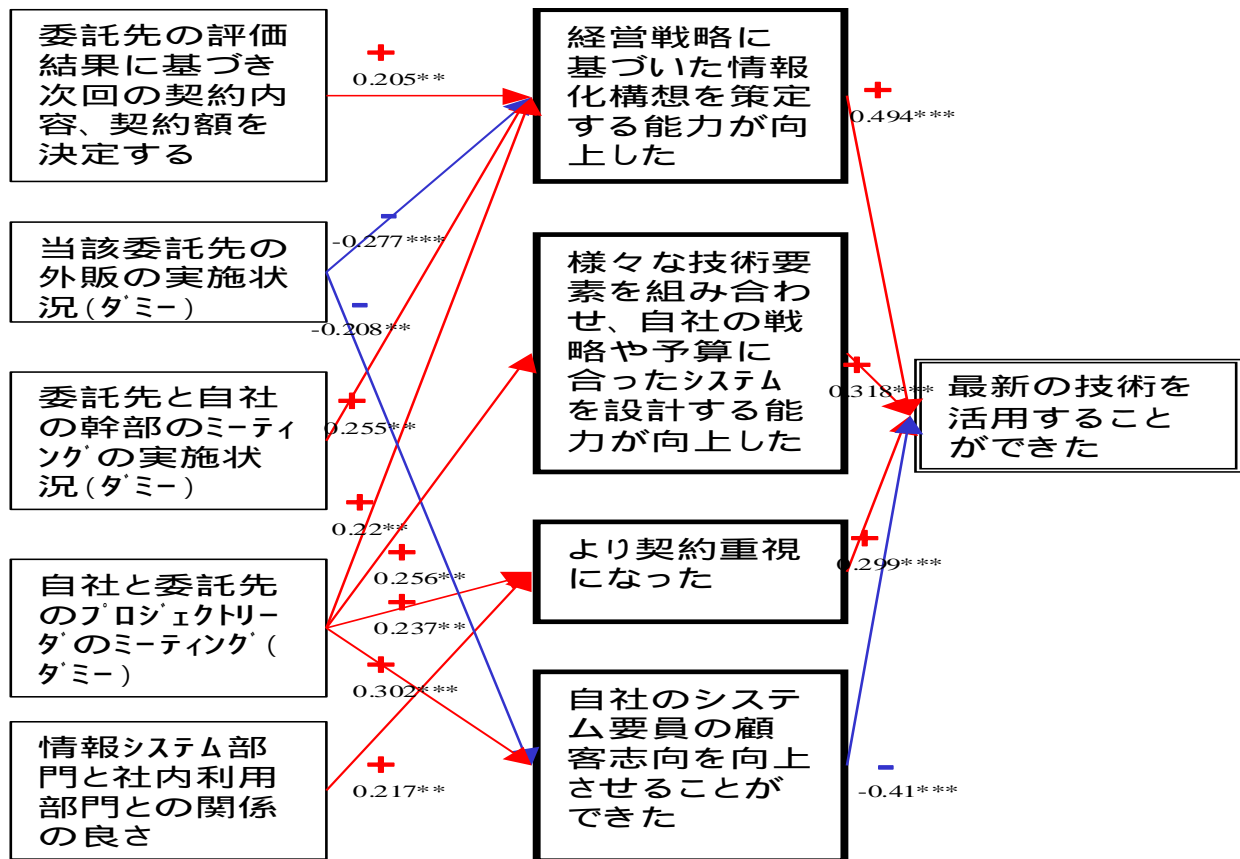 委託先の評価
結果に基づき
次回の契約内
容、契約額を
決定する
当該委託先の
外販の実施状
況(ダミー)
委託先と自社
の幹部のミーティ
ングの実施状
況(ダミー)
自社と委託先
のプロジェクトリー
ダのミーティング(
ダミー)
情報システム部
門と社内利用
部門との関係
の良さ
+
0.205**
-
-0.277***
-
-0.208**
+
0.255**
+
0.22**
+
0.256**
+
0.237**
+
0.302***
+
0.217**
経営戦略に
基づいた情報
化構想を策定
する能力が向
上した
様々な技術要
素を組み合わ
せ、自社の戦
略や予算に
合ったシステム
を設計する能
力が向上した
より契約重視
になった
自社のシステ
ム要員の顧
客志向を向上
させることが
できた
+
0.494***
+
0.318***
+
0.299***
-
-0.41***
最新の技術を
活用すること
ができた